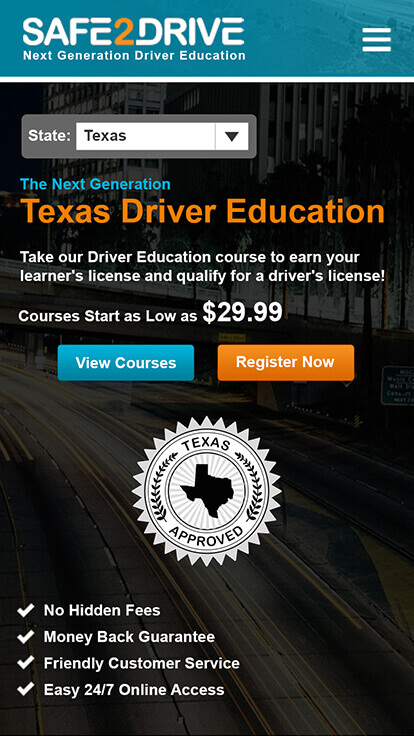 SAFE2DRIVE
Next Generation Driver Education
State: Texas
The Next Generation
Texas Driver Education
Take our Driver Education course to earn your
learner's license and qualify for a driver's license!
Courses Start as Low as $29.99
View Courses Register Now
TEXAS
APPROVED
No Hidden Fees
Money Back Guarantee
Friendly Customer Service
Easy 24/7 Online Access